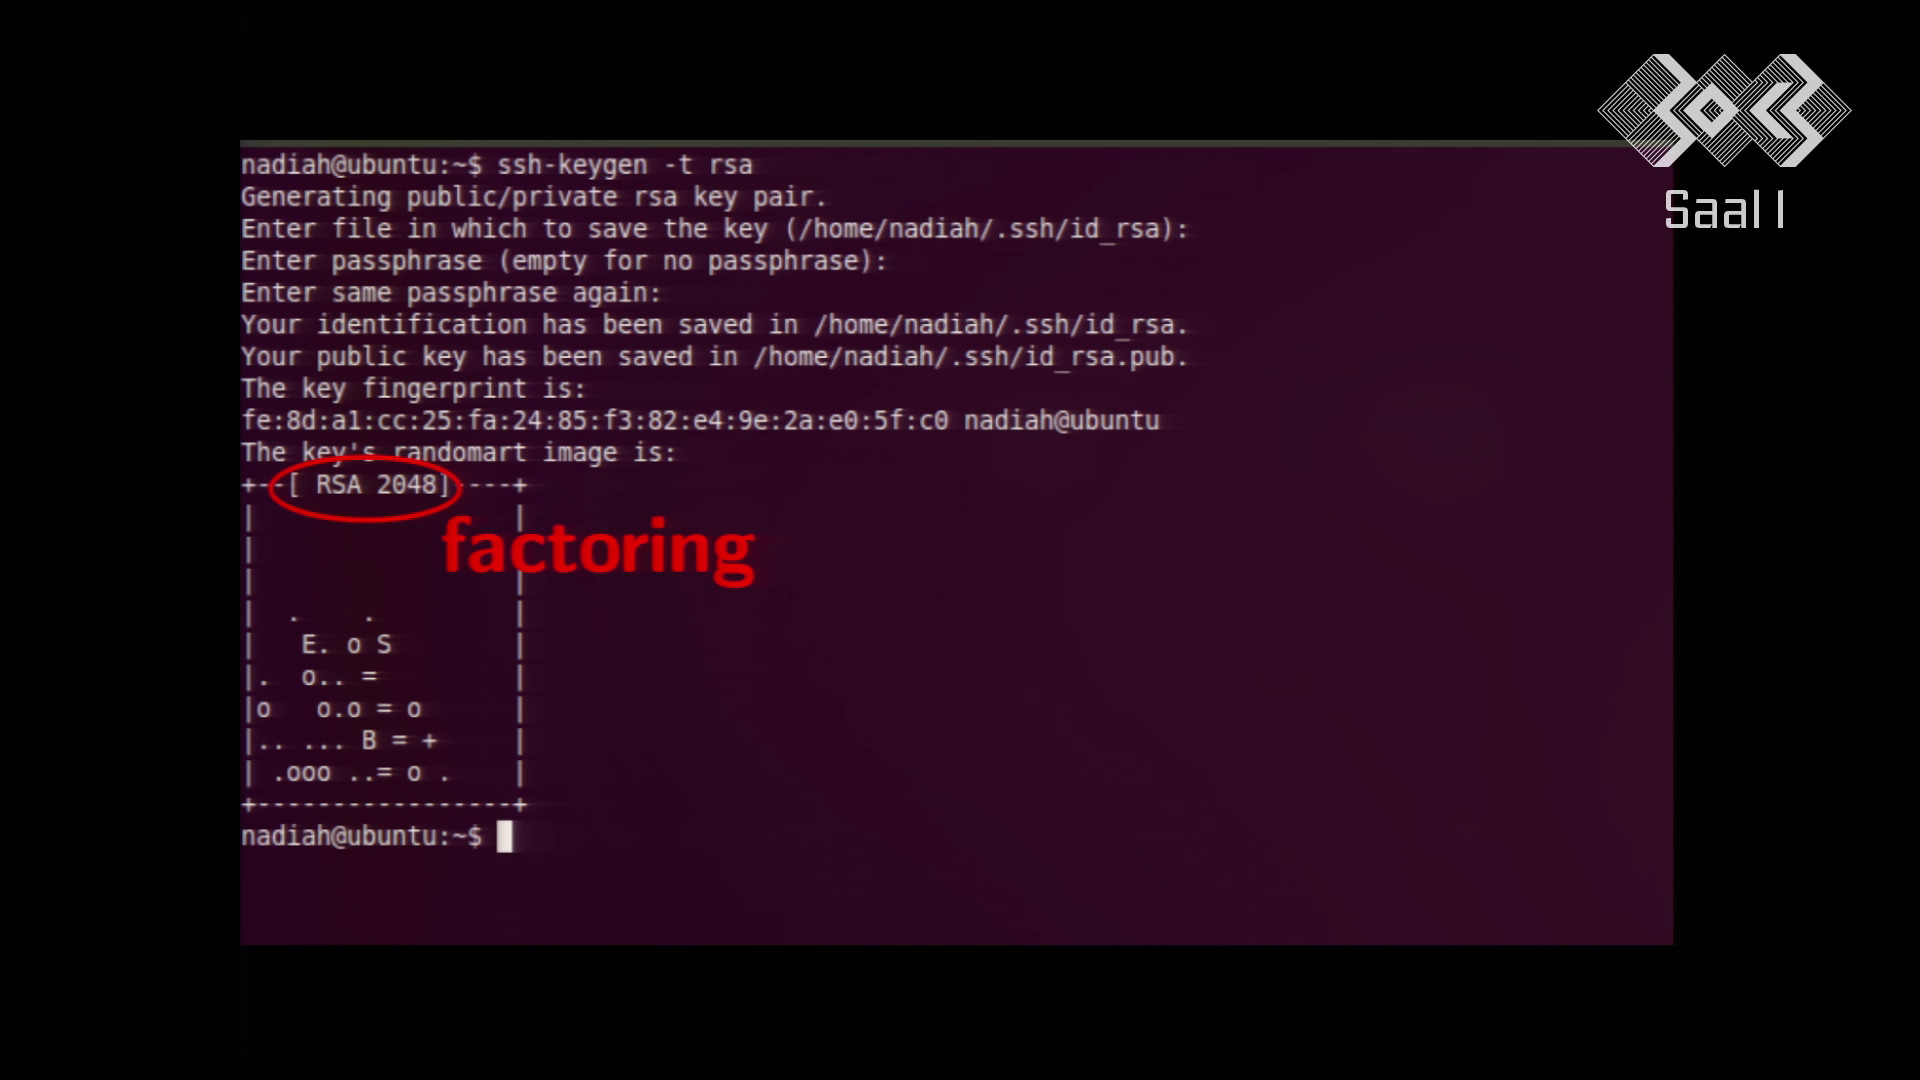 nadiah@ubuntu:~$ ssh-keygen -t rsa
Generating public/private rsa key pair.
Enter file in which to save the key (/home/nadiah/.ssh/id_rsa):
Enter passphrase (empty for no passphrase):
Enter same passphrase again:
Your identification has been saved in /home/nadiah/.ssh/id_rsa.
Your public key has been saved in /home/nadiah/.ssh/id_rsa.pub.
The key fingerprint is:
fe:8d:a1:cc:25:fa:24:85:f3:82:e4:9e:2a:e0:5f:c0 nadiah@ubuntu
The key's randomart image is:
+--[ RSA 2048]----+
|                 |
|                 |
|                 |
|  .    .         |
|   E. o S        |
|.  o.. =         |
|o   o.o = o      |
|.. ... B = +     |
| .ooo ..= o .    |
+-----------------+
nadiah@ubuntu:~$
factoring
30C3
Saal 1